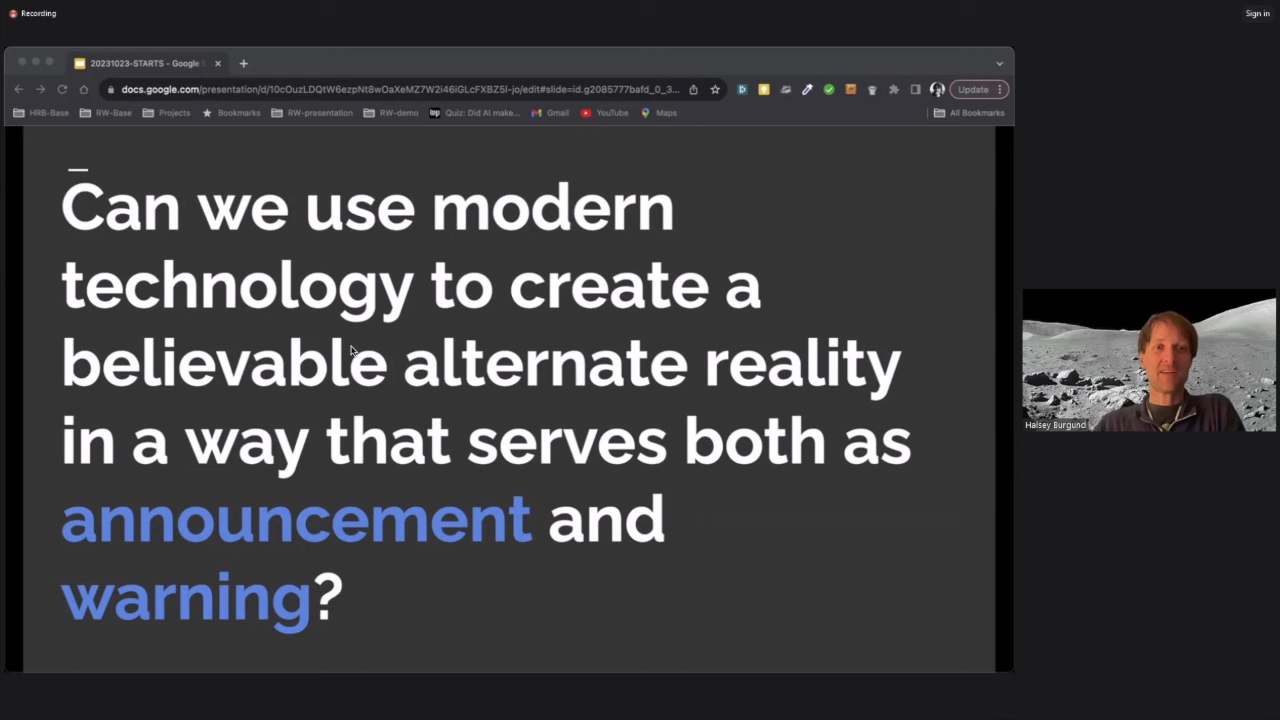 Recording
Sign in
20231023-STARTS - Google
docs.google.com/presentation/d/10cOuzLDQtW6ezpNt8wOaXeMZ7W2i46iGLcFXBZ5I-jo/edit#slide=id.g2085777bafd_0_3...
Update
HRB-Base
RW-Base
Projects
Bookmarks
RW-presentation
RW-demo
Quiz: Did AI make...
Gmail
YouTube
Maps
All Bookmarks
Can we use modern
technology to create a
believable alternate reality
in a way that serves both as
announcement and
warning?
Halsey Burgund